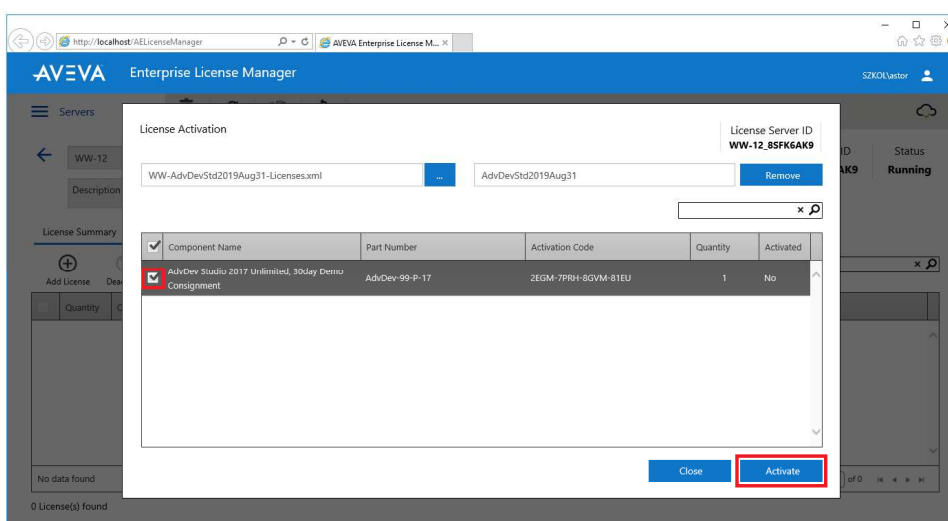 http://localhost/AELicenseManager
AVEVA Enterprise License M...
AVEVA Enterprise License Manager
SZKOL\astor
Servers
License Activation
License Server ID
WW-12_8SFK6AK9
ID
AK9
Status
Running
WW-12
Description
WW-AdvDevStd2019Aug31-Licenses.xml
...
AdvDevStd2019Aug31
Remove
License Summary
Component Name Part Number Activation Code Quantity Activated
AdvDev Studio 2017 Unlimited, 30day Demo
Consignment
AdvDev-99-P-17 2EGM-7PRH-8GVM-81EU 1 No
Add License
Quantity
Close Activate
No data found
of 0
0 License(s) found